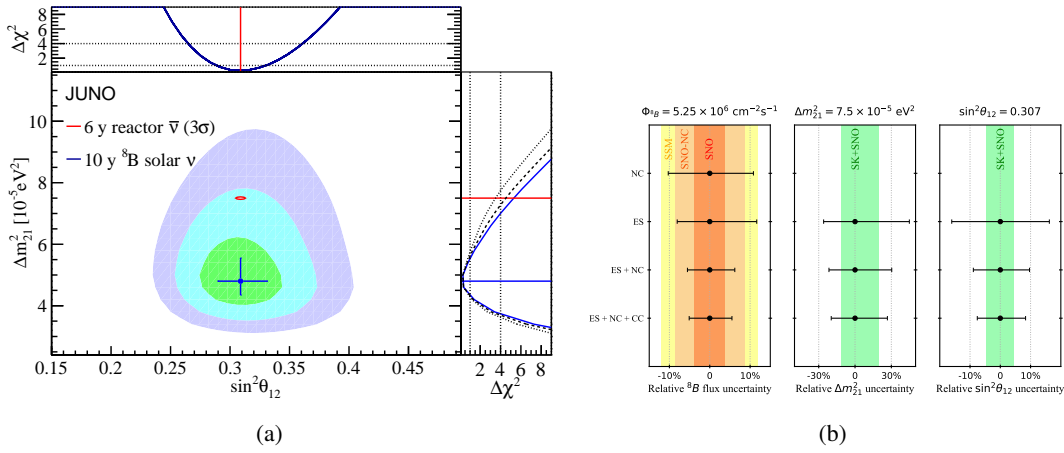 Δχ²
8
6
4
2
JUNO
6 y reactor ν̅ (3σ)
10 y ⁸B solar ν
Δm²₂₁ [10⁻⁵eV²]
10
8
6
4
2
0.15 0.2 0.25 0.3 0.35 0.4 0.45
sin²θ₁₂
2 4 6 8
Δχ²
(a)
Φ⁸B = 5.25 × 10⁶ cm⁻²s⁻¹
Δm²₂₁ = 7.5 × 10⁻⁵ eV²
sin²θ₁₂ = 0.307
SSM
SNO-NC
SNO
SK+SNO
SK+SNO
NC
ES
ES + NC
ES + NC + CC
-10% 0 10%
Relative ⁸B flux uncertainty
-30% 0 30%
Relative Δm²₂₁ uncertainty
-10% 0 10%
Relative sin²θ₁₂ uncertainty
(b)